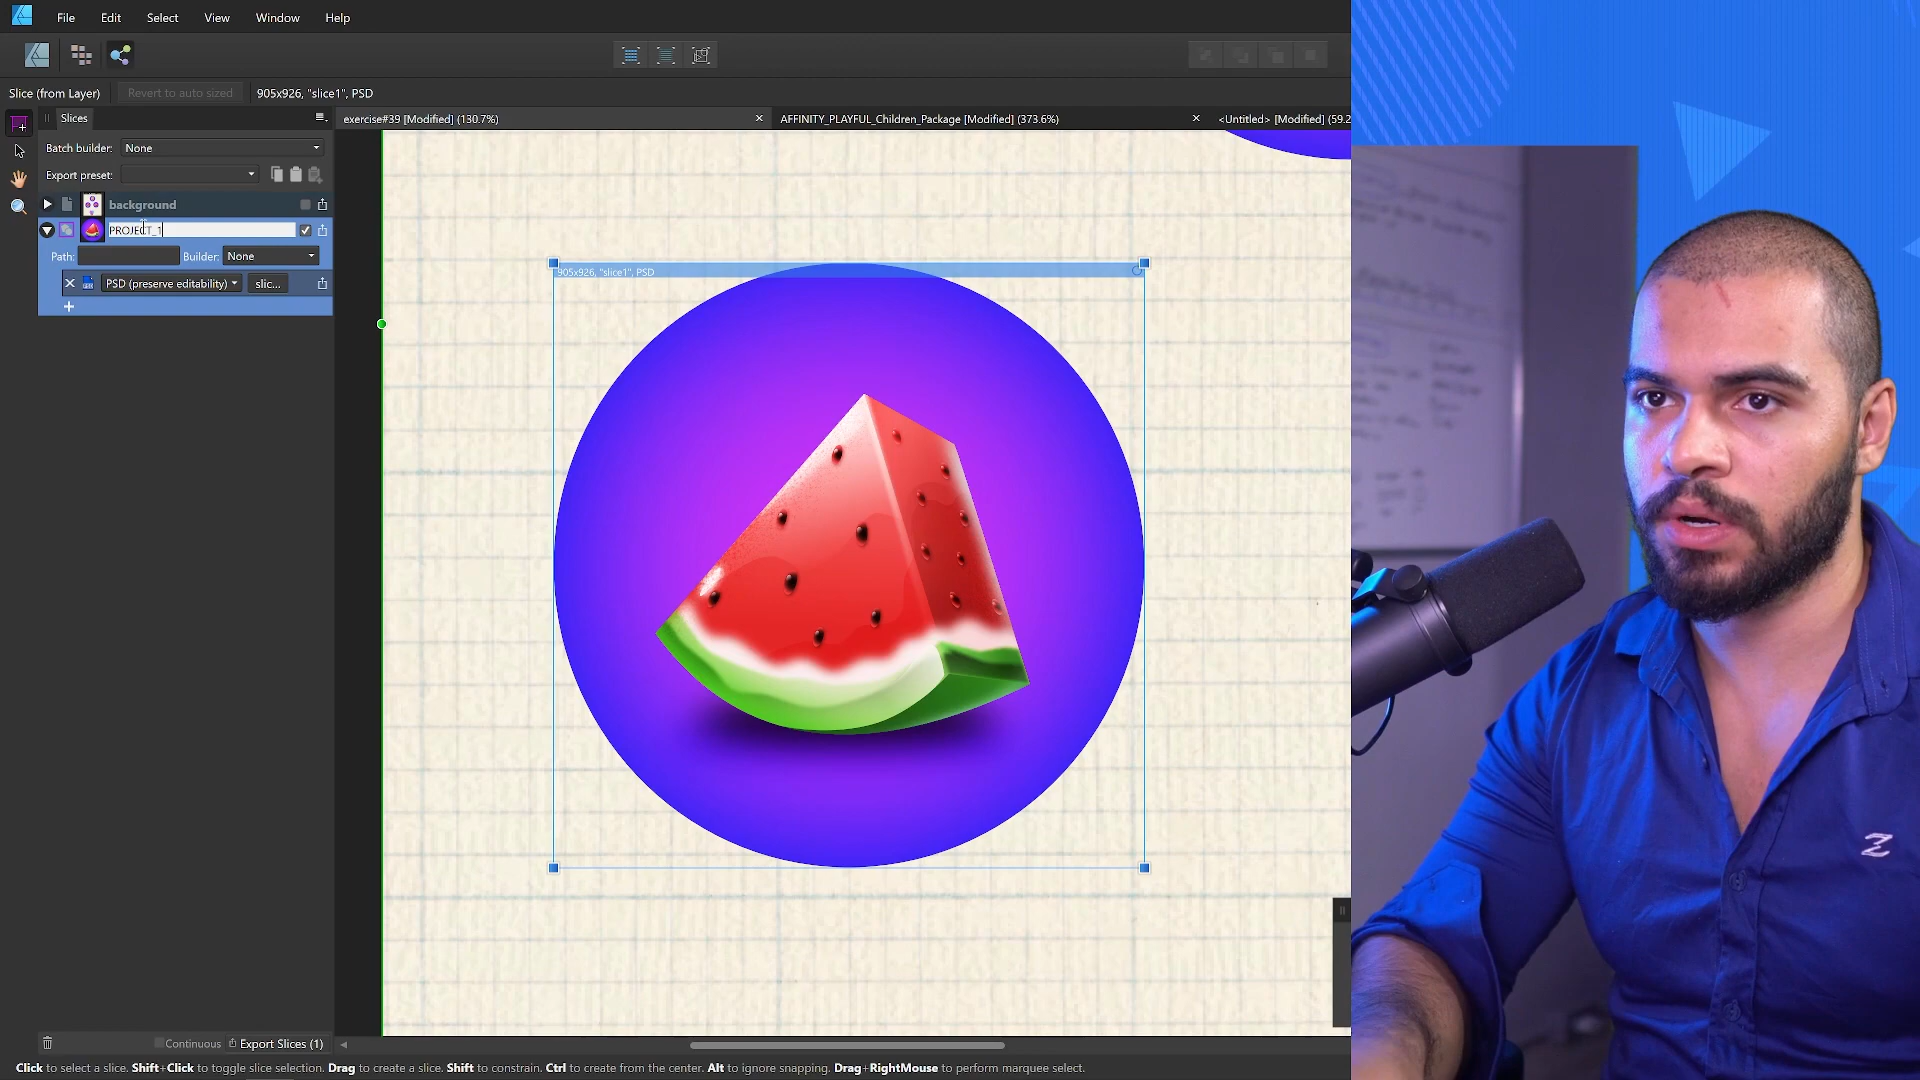 File Edit Select View Window Help
Slice (from Layer) Revert to auto sized 905x926, "slice1", PSD
Slices
exercise#39 [Modified] (130.7%)
AFFINITY_PLAYFUL_Children_Package [Modified] (373.6%)
<Untitled> [Modified] (59.2
Batch builder: None
Export preset:
background
PROJECT_1
Path: Builder: None
PSD (preserve editability) slic...
905x926, "slice1", PSD
Z
Continuous Export Slices (1)
Click to select a slice. Shift+Click to toggle slice selection. Drag to create a slice. Shift to constrain. Ctrl to create from the center. Alt to ignore snapping. Drag+RightMouse to perform marquee select.